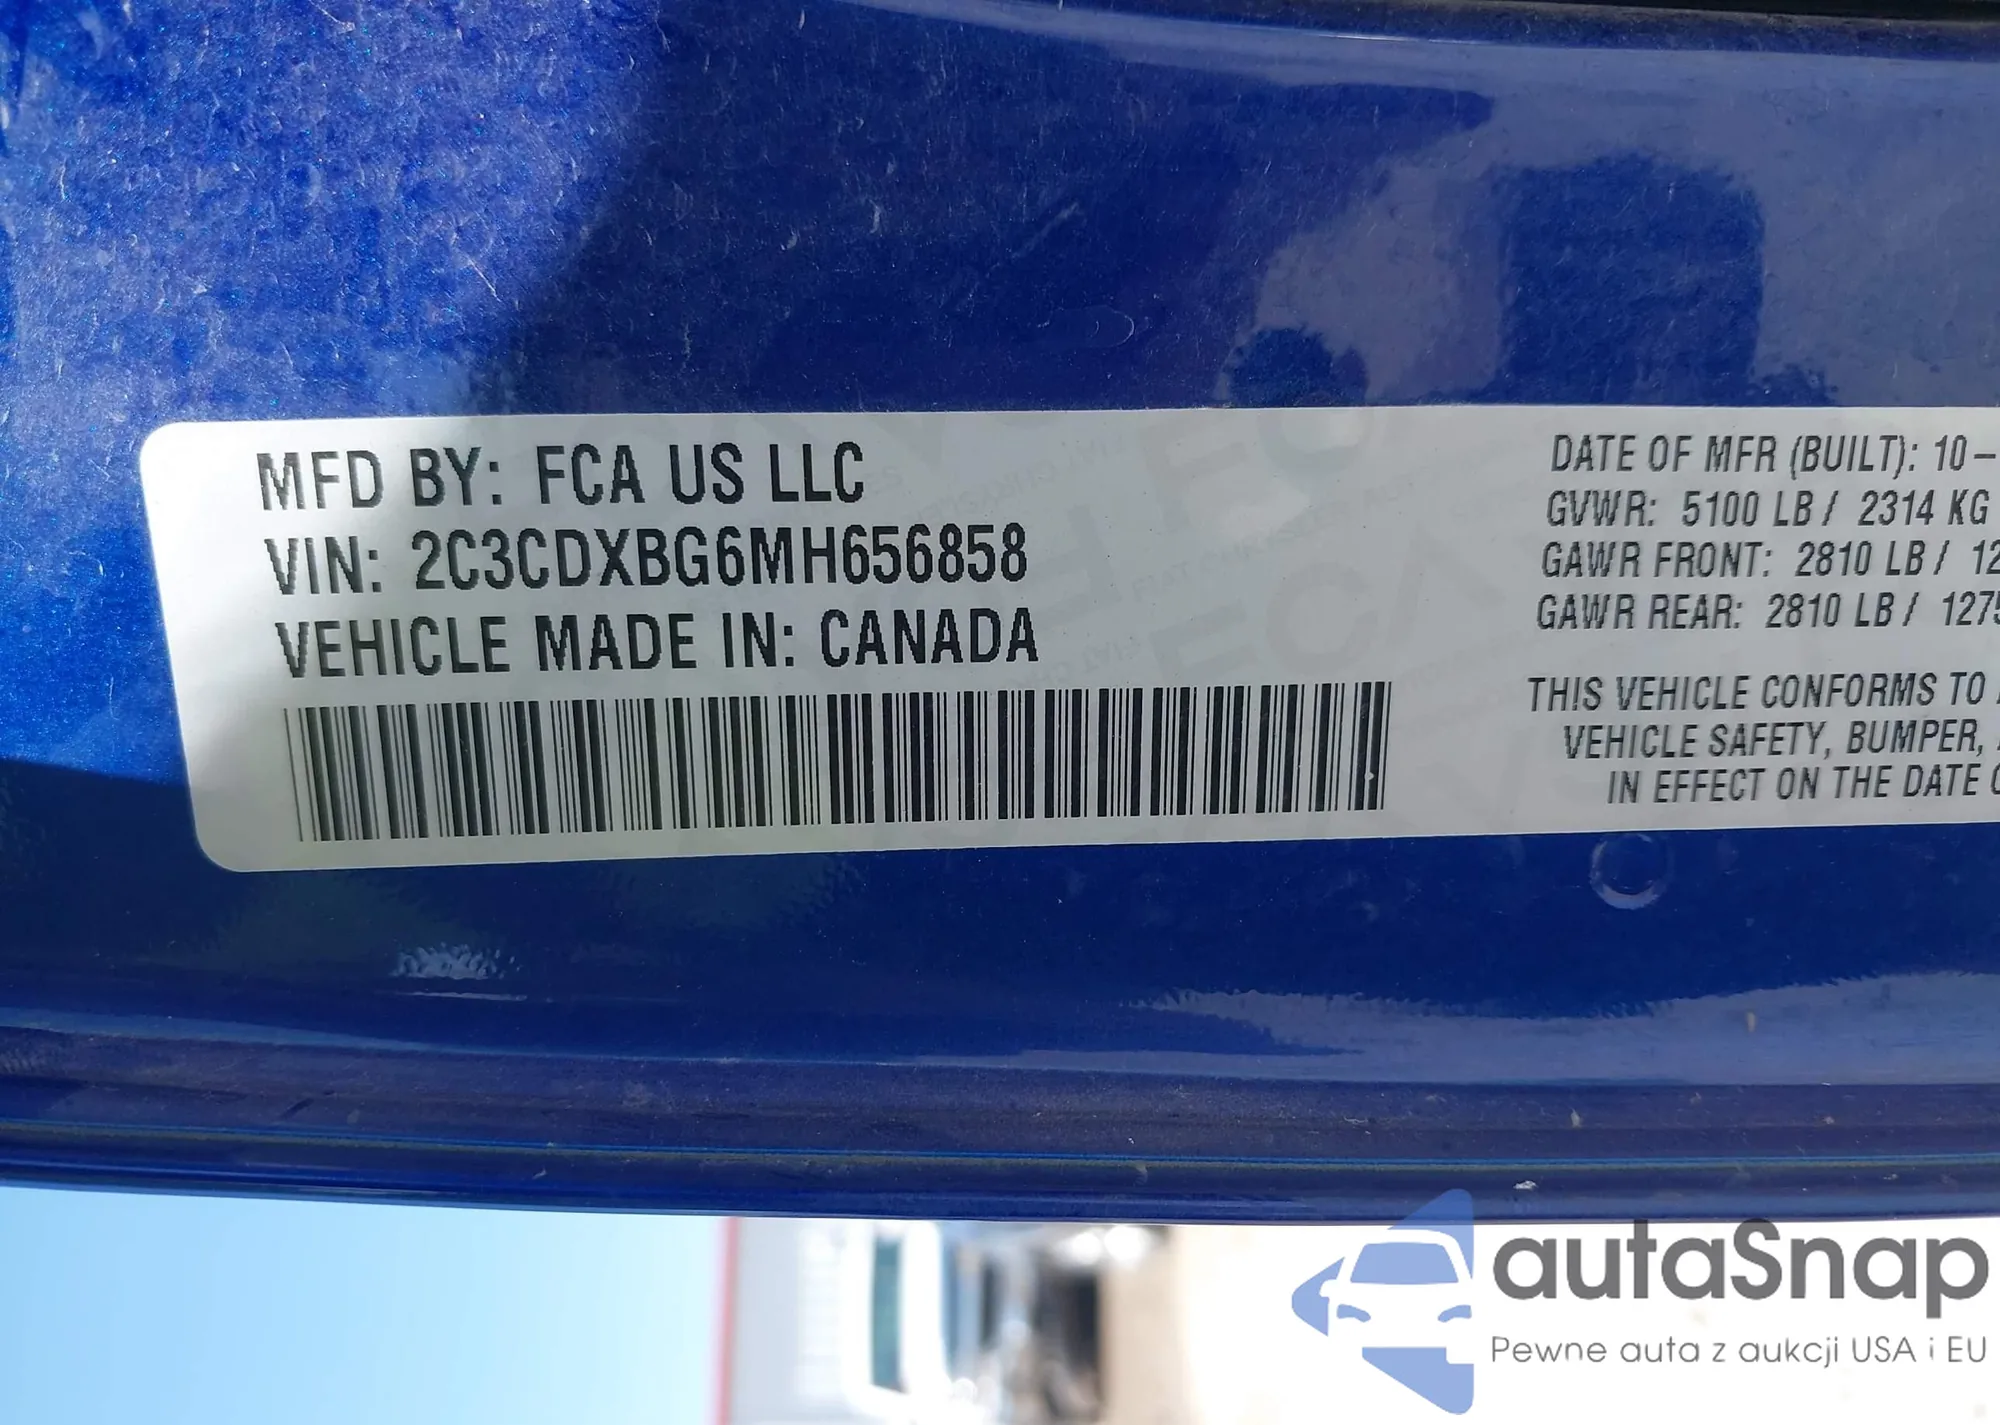 MFD BY: FCA US LLC
VIN: 2C3CDXBG6MH656858
VEHICLE MADE IN: CANADA
DATE OF MFR (BUILT): 10–
GVWR: 5100 LB / 2314 KG
GAWR FRONT: 2810 LB / 12
GAWR REAR: 2810 LB / 1275
THIS VEHICLE CONFORMS TO
VEHICLE SAFETY, BUMPER,
IN EFFECT ON THE DATE
autaSnap
Pewne auta z aukcji USA i EU